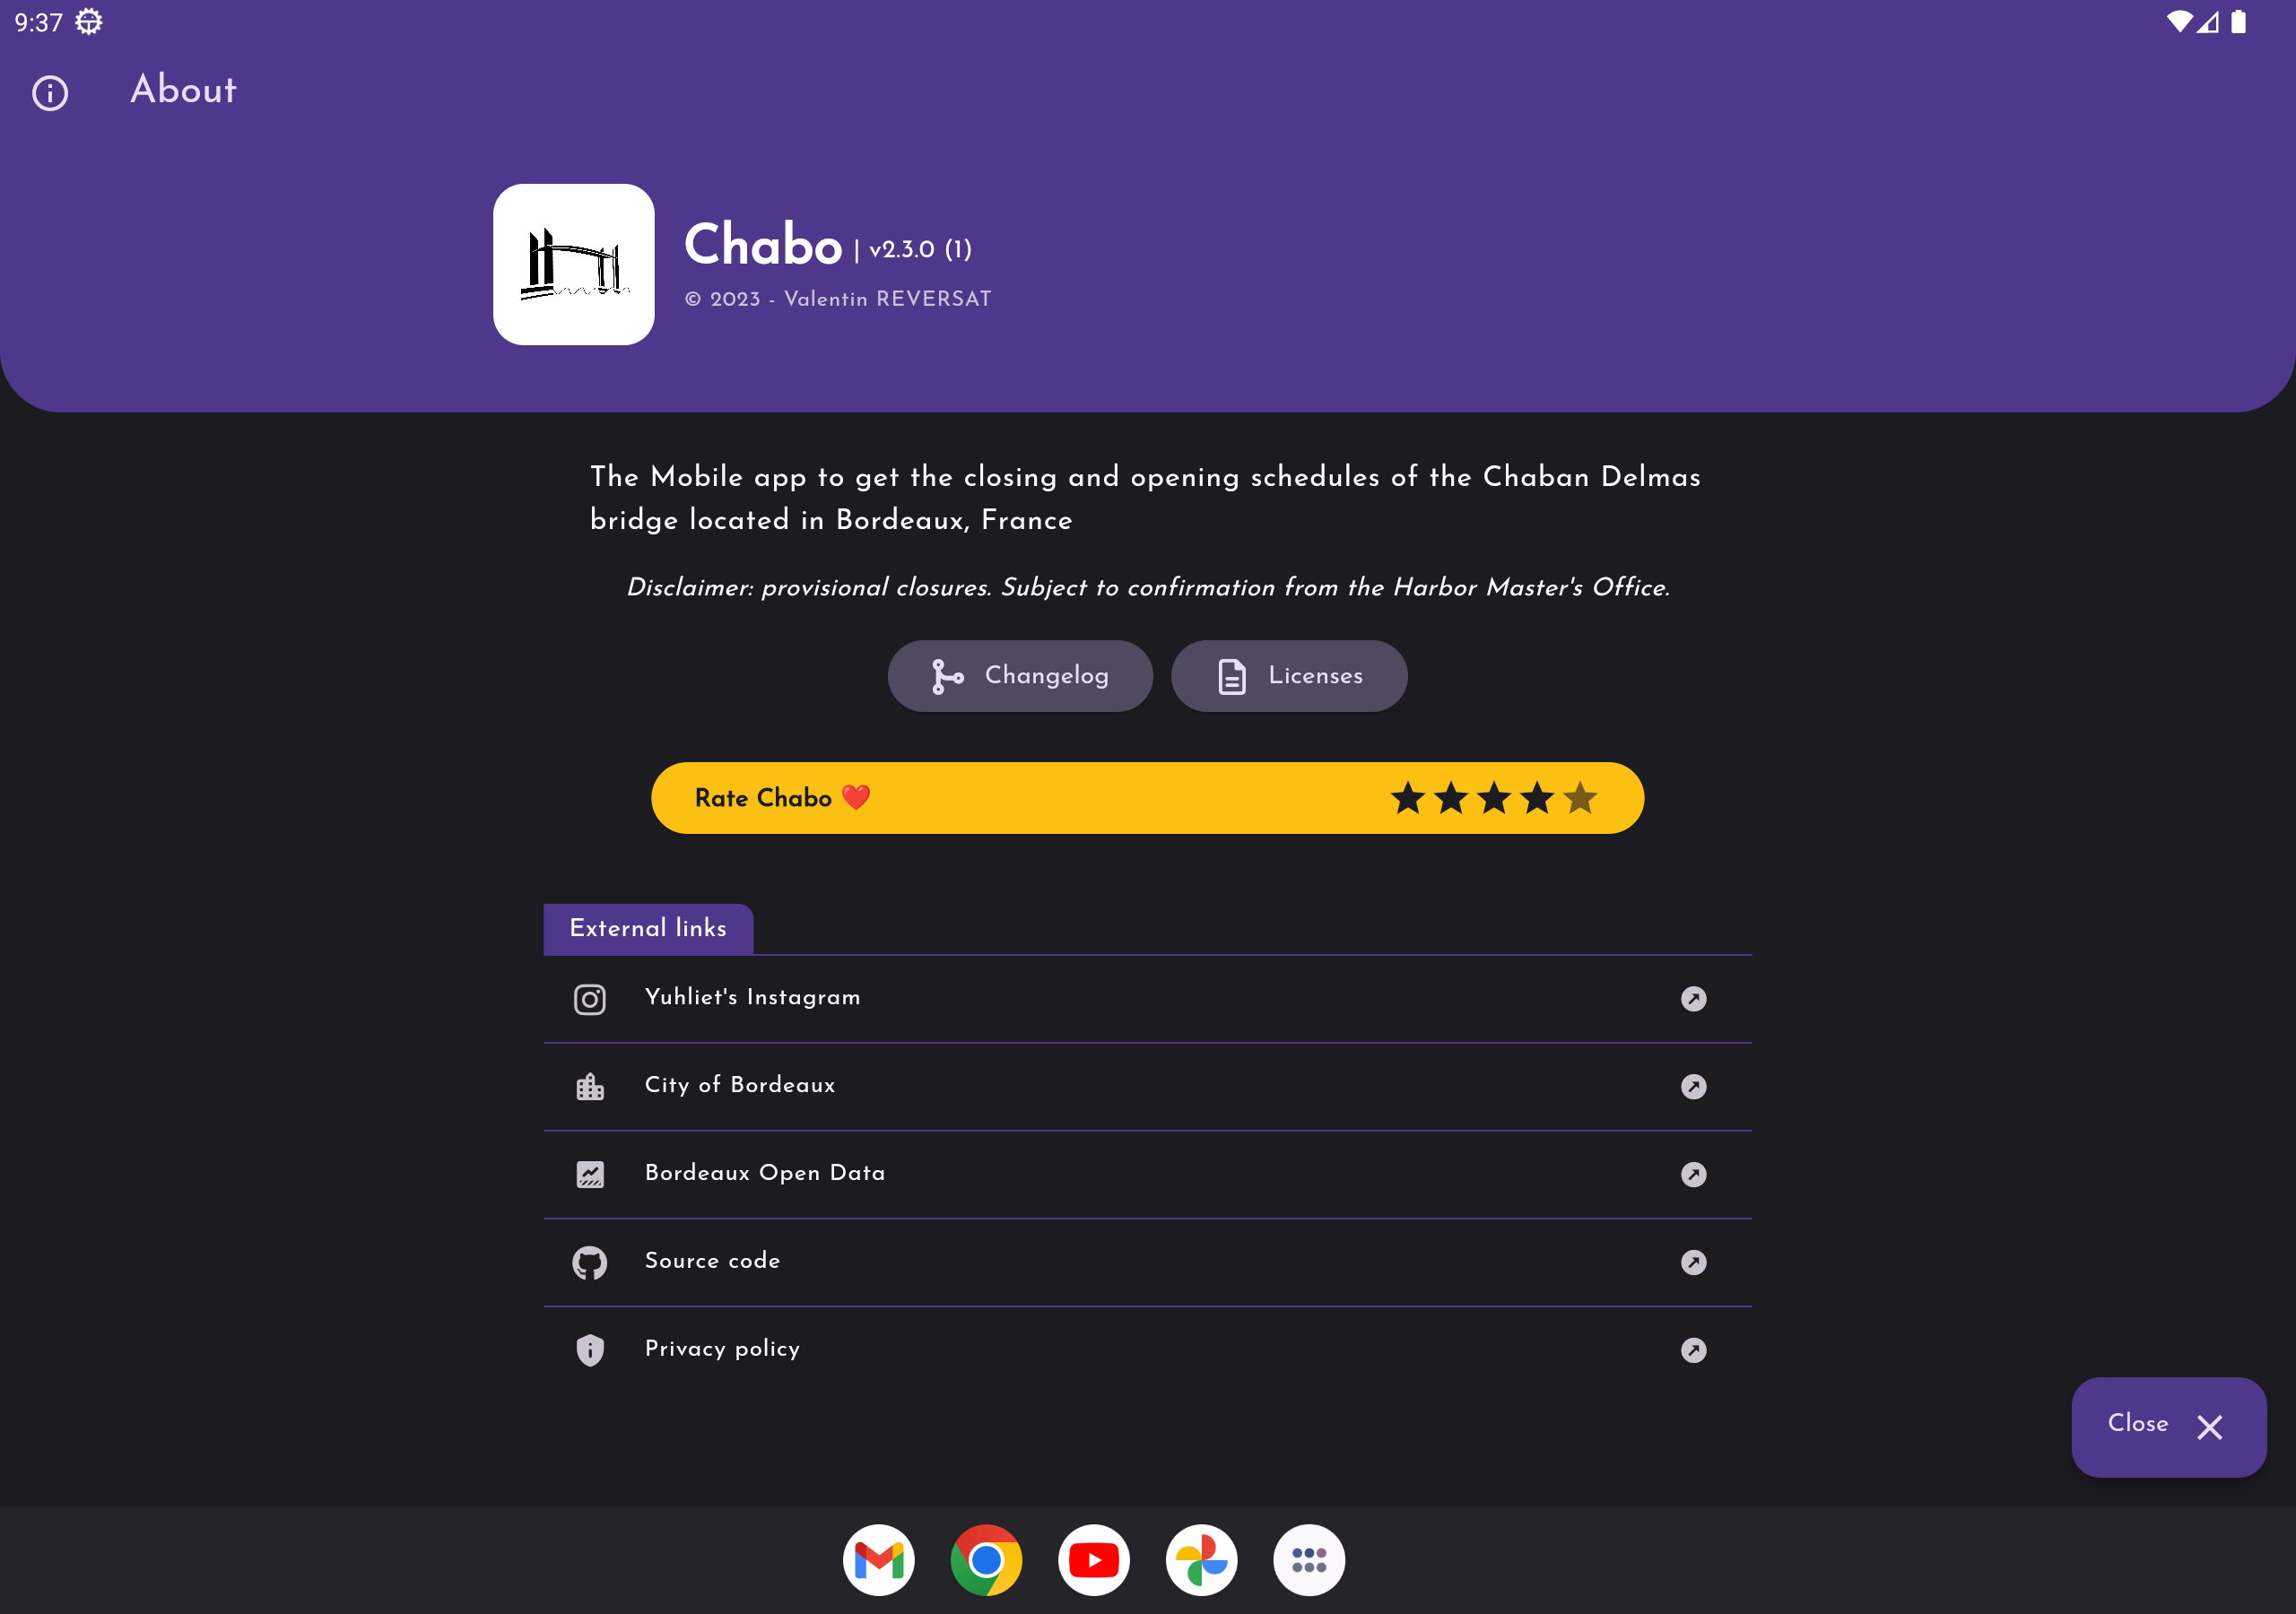 9:37
About
Chabo | v2.3.0 (1)
© 2023 - Valentin REVERSAT
The Mobile app to get the closing and opening schedules of the Chaban Delmas
bridge located in Bordeaux, France
Disclaimer: provisional closures. Subject to confirmation from the Harbor Master's Office.
Changelog
Licenses
Rate Chabo ❤️
External links
Yuhliet's Instagram
City of Bordeaux
Bordeaux Open Data
Source code
Privacy policy
Close